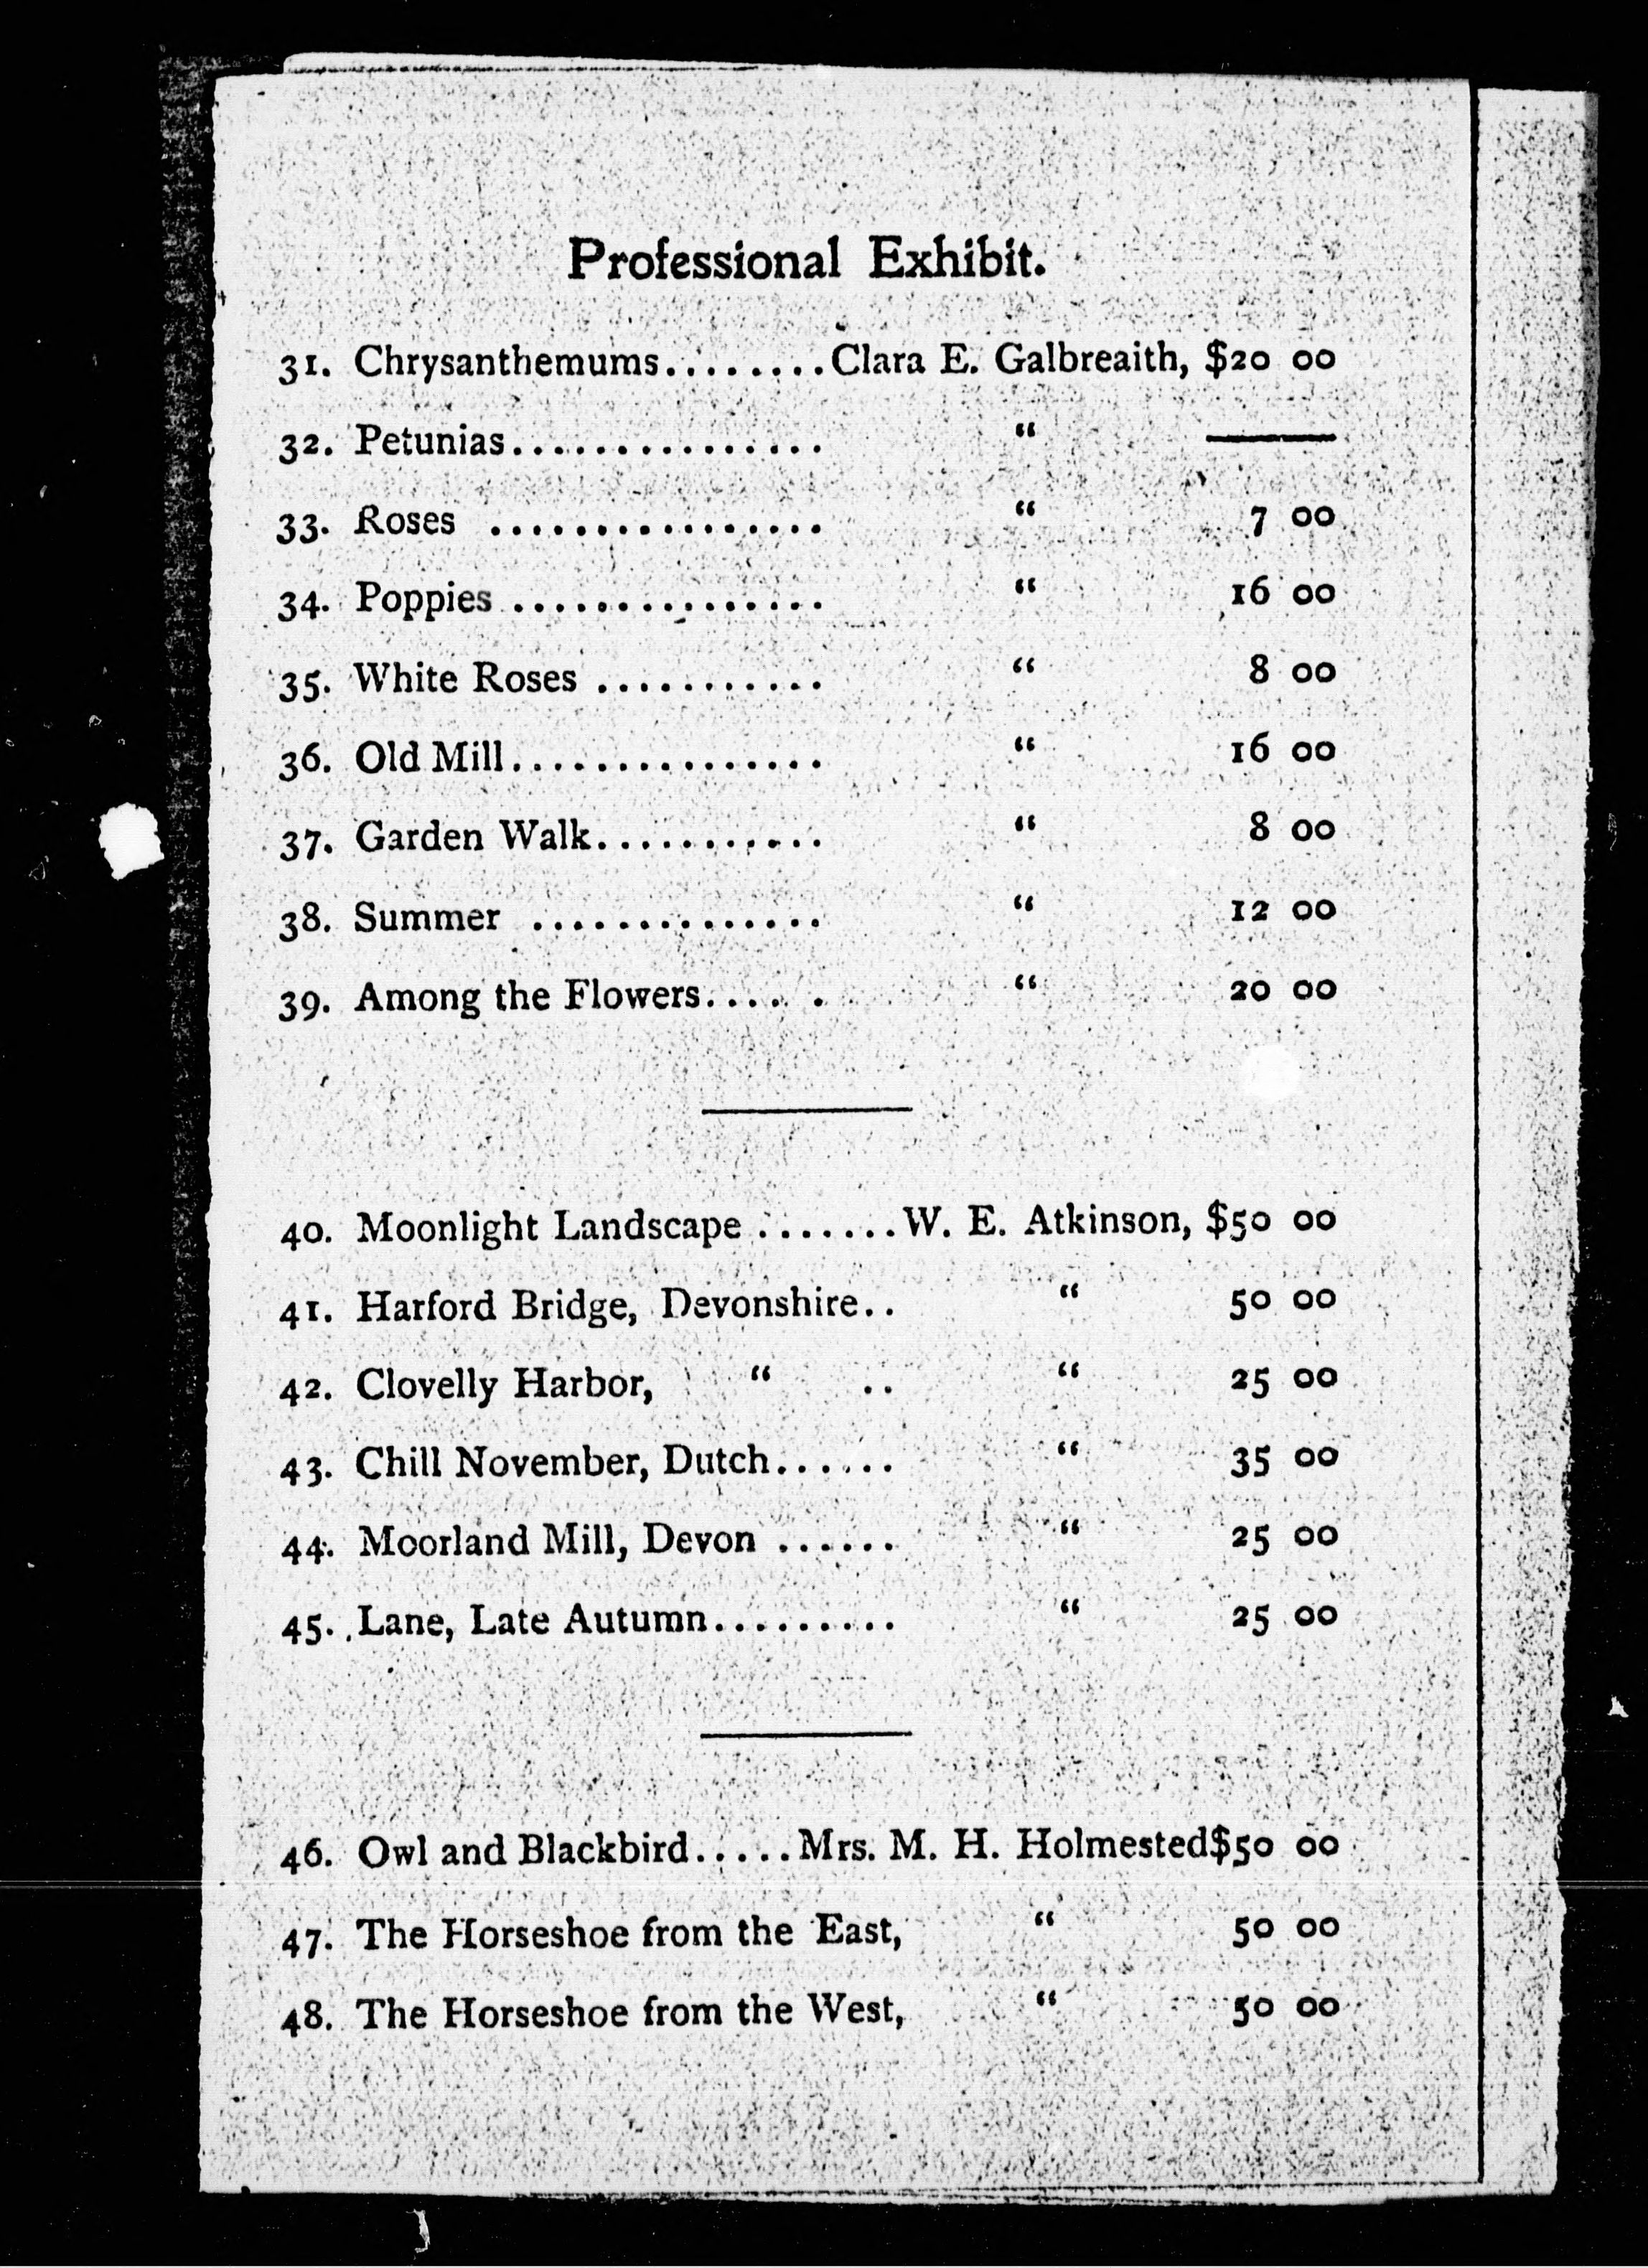 Professional Exhibit.
31. Chrysanthemums........Clara E. Galbreaith, $20 00
32. Petunias............... “ ———
33. Roses ................ “ 7 00
34. Poppies ............... “ 16 00
35. White Roses ........... “ 8 00
36. Old Mill............... “ 16 00
37. Garden Walk........... “ 8 00
38. Summer .............. “ 12 00
39. Among the Flowers.... . “ 20 00
40. Moonlight Landscape .......W. E. Atkinson, $50 00
41. Harford Bridge, Devonshire.. “ 50 00
42. Clovelly Harbor, “ .. “ 25 00
43. Chill November, Dutch...... “ 35 00
44. Moorland Mill, Devon ...... “ 25 00
45. Lane, Late Autumn......... “ 25 00
46. Owl and Blackbird.....Mrs. M. H. Holmested $50 00
47. The Horseshoe from the East, “ 50 00
48. The Horseshoe from the West, “ 50 00